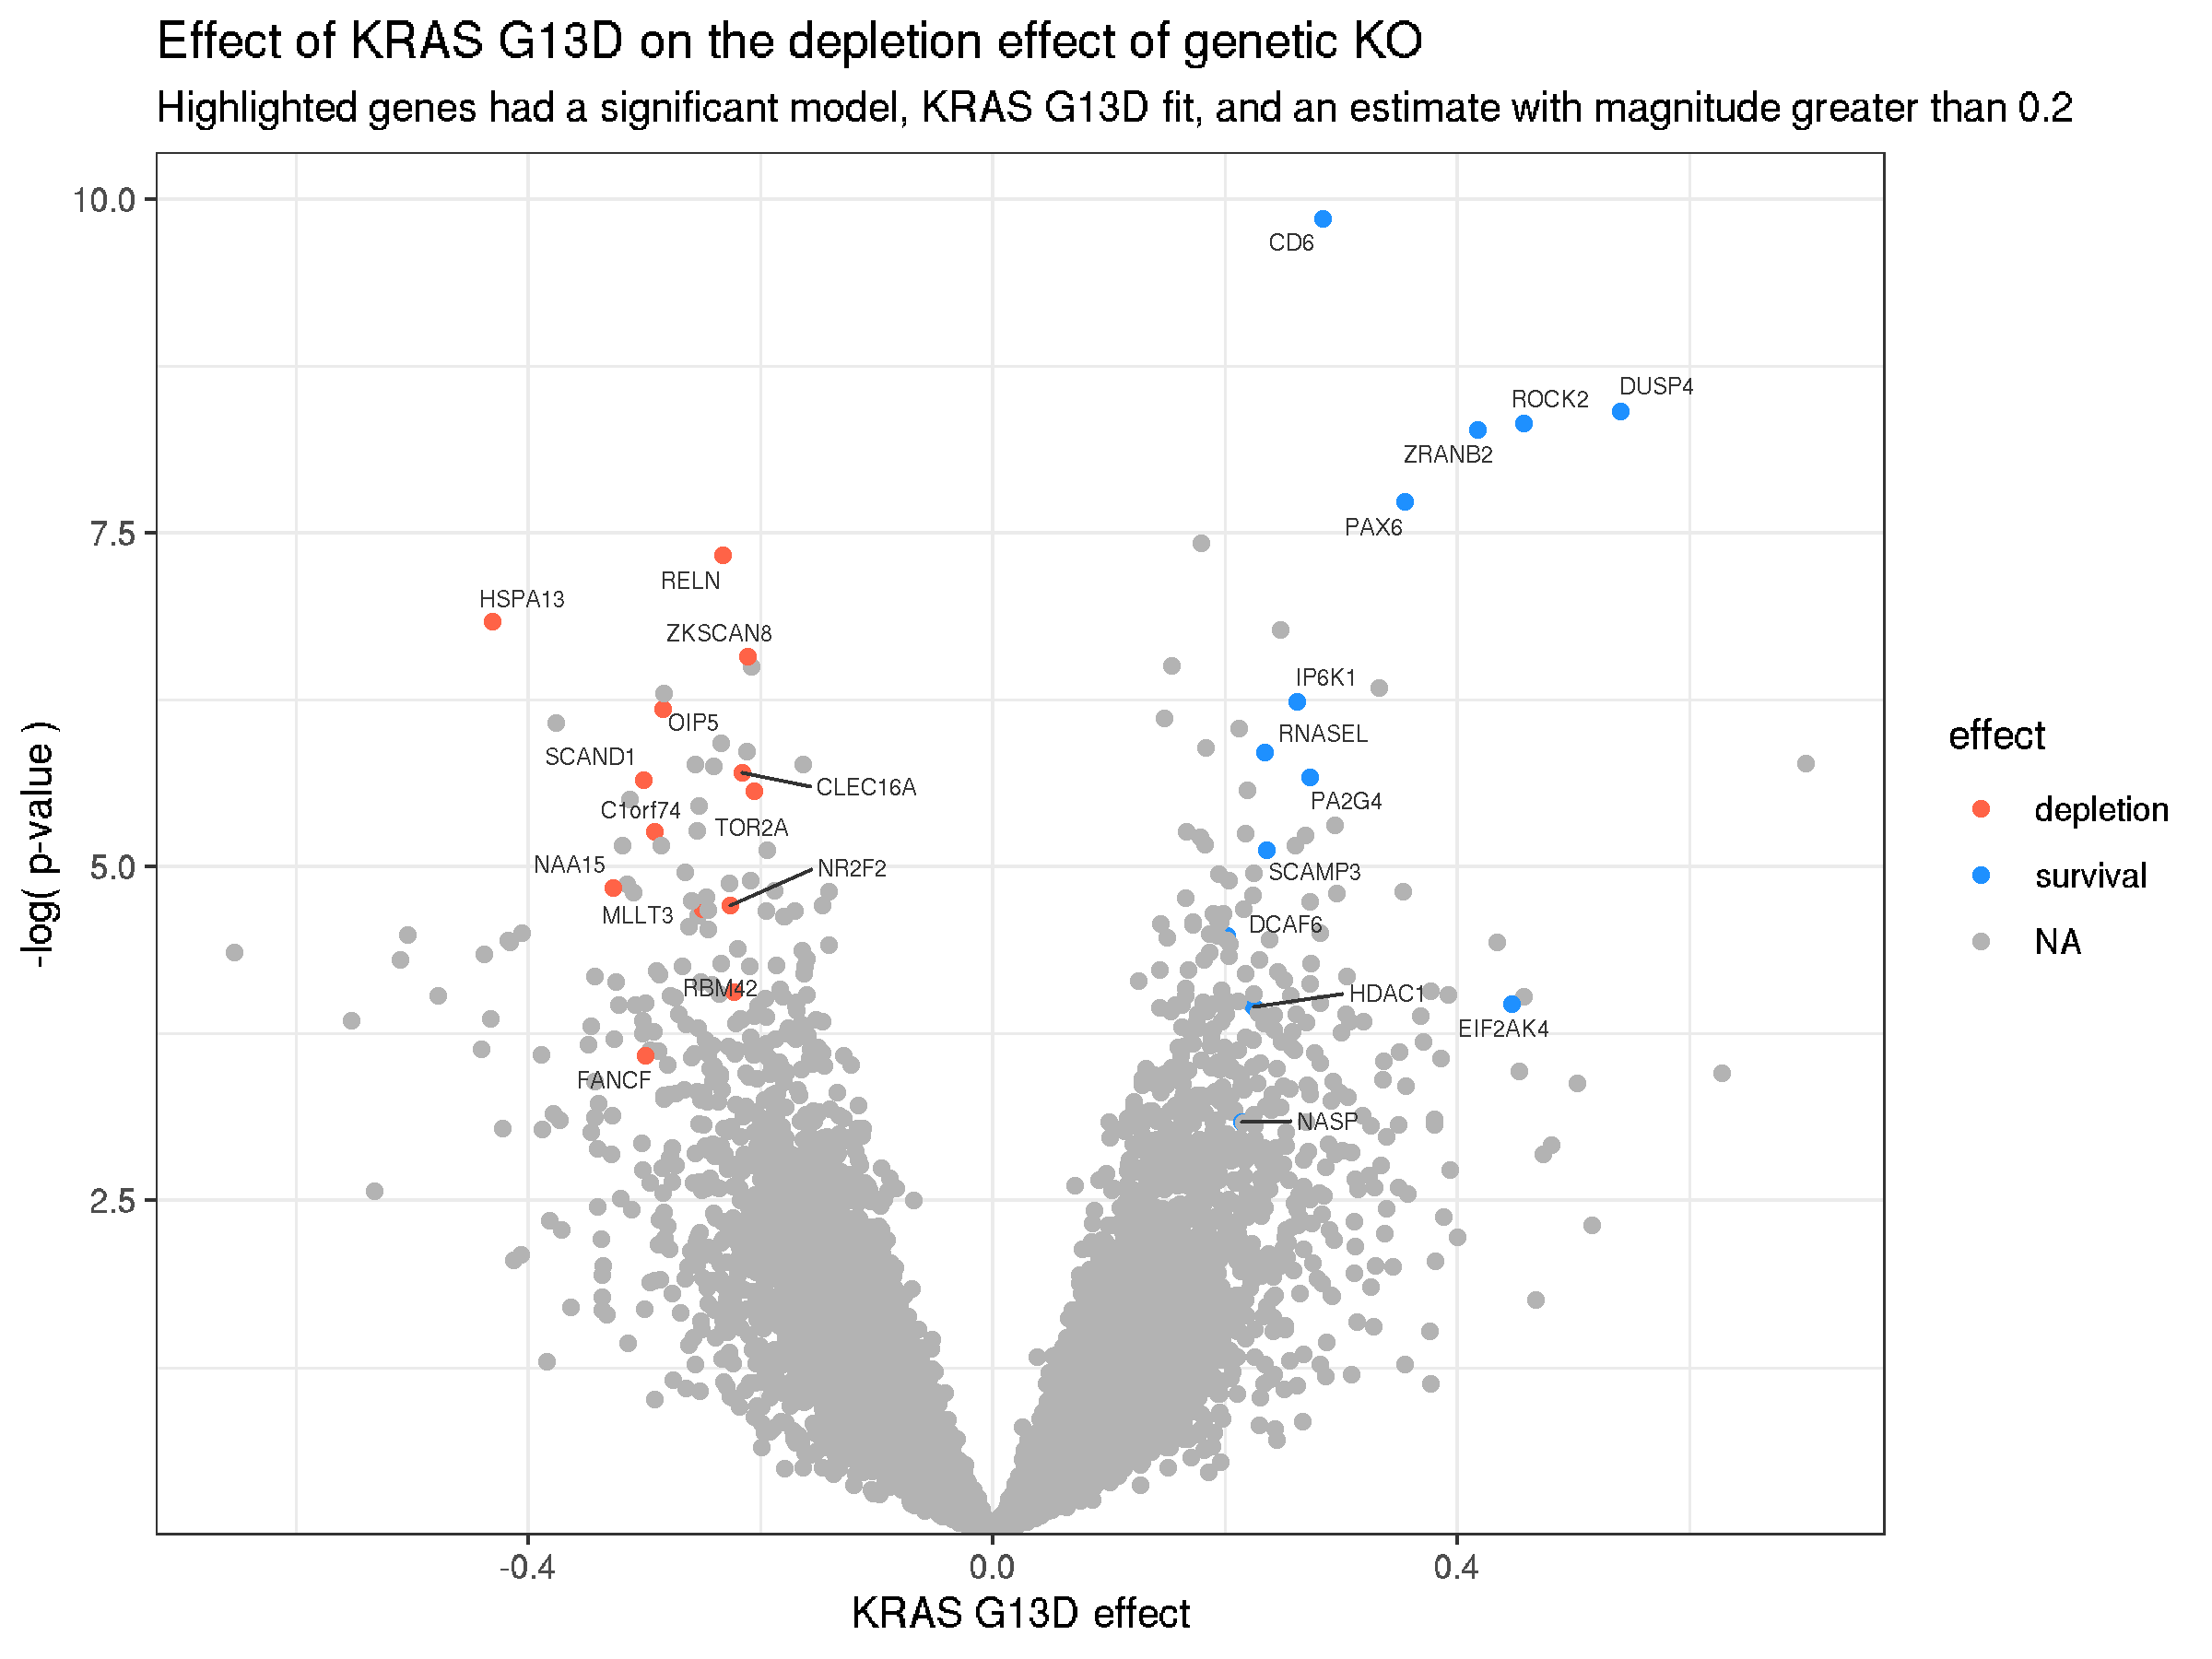 Effect of KRAS G13D on the depletion effect of genetic KO
Highlighted genes had a significant model, KRAS G13D fit, and an estimate with magnitude greater than 0.2
10.0
7.5
5.0
2.5
-log( p-value )
CD6
DUSP4
ROCK2
ZRANB2
PAX6
RELN
HSPA13
ZKSCAN8
IP6K1
OIP5
RNASEL
SCAND1
CLEC16A
PA2G4
C1orf74
TOR2A
NAA15
NR2F2
SCAMP3
MLLT3
DCAF6
RBM42
HDAC1
EIF2AK4
FANCF
NASP
effect
depletion
survival
NA
-0.4
0.0
0.4
KRAS G13D effect